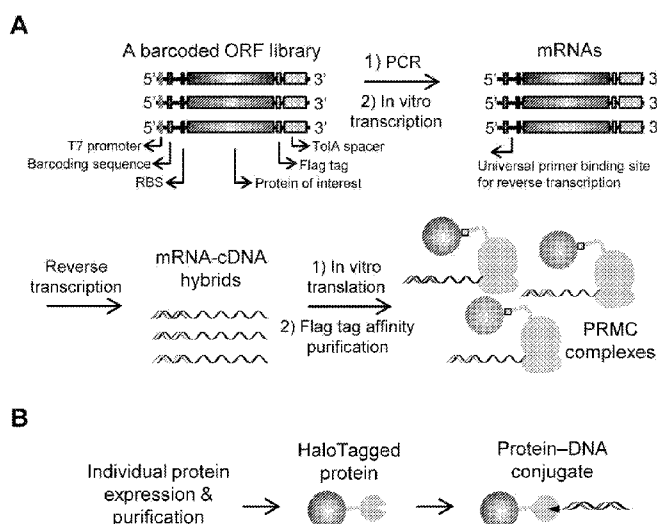 A
A barcoded ORF library
1) PCR
2) In vitro
transcription
mRNAs
5' 3' 5' 3'
5' 3' 5' 3'
5' 3' 5' 3'
T7 promoter
Barcoding sequence
RBS
TolA spacer
Flag tag
Protein of interest
Universal primer binding site
for reverse transcription
Reverse
transcription
mRNA-cDNA
hybrids
1) In vitro
translation
2) Flag tag affinity
purification
PRMC
complexes
B
Individual protein
expression &
purification
HaloTagged
protein
Protein–DNA
conjugate